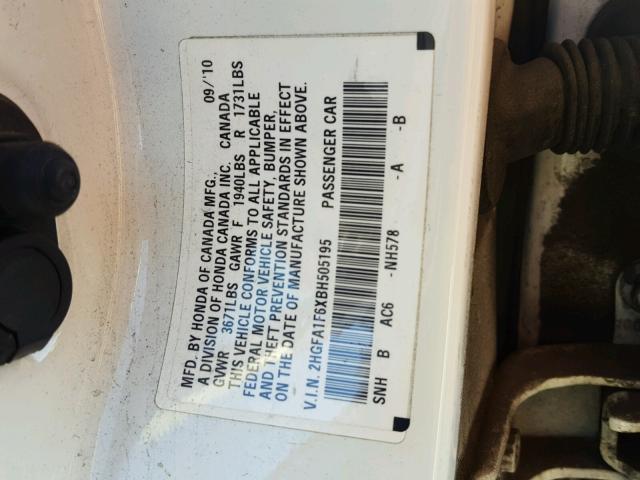 MFD. BY HONDA OF CANADA MFG. 09/'10
A DIVISION OF HONDA CANADA INC. CANADA
GVWR 3671LBS GAWR F 1940LBS R 1731LBS
THIS VEHICLE CONFORMS TO ALL APPLICABLE
FEDERAL MOTOR VEHICLE SAFETY, BUMPER,
AND THEFT PREVENTION STANDARDS IN EFFECT
ON THE DATE OF MANUFACTURE SHOWN ABOVE.
V.I.N. 2HGFA1F6XBH505195 PASSENGER CAR
SNH B AC6 -NH578 -A -B